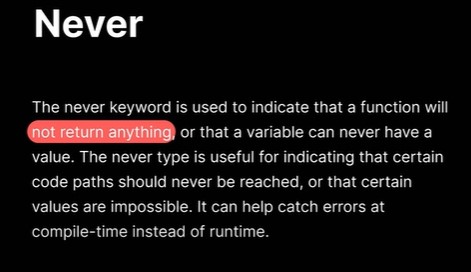 Never
The never keyword is used to indicate that a function will
not return anything, or that a variable can never have a
value. The never type is useful for indicating that certain
code paths should never be reached, or that certain
values are impossible. It can help catch errors at
compile-time instead of runtime.